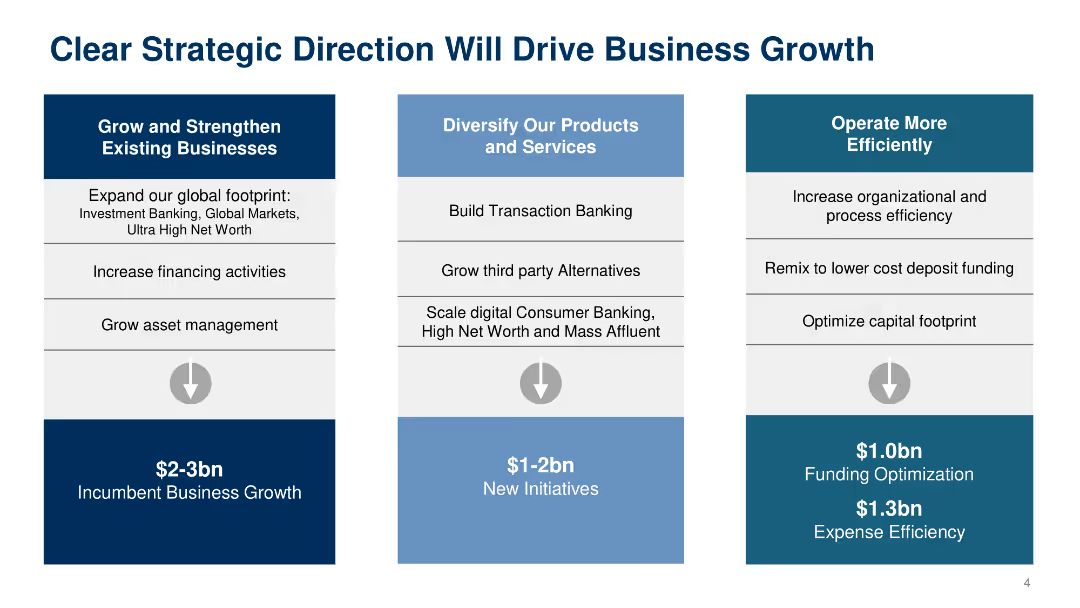 Clear Strategic Direction Will Drive Business Growth
Grow and Strengthen
Existing Businesses
Expand our global footprint:
Investment Banking, Global Markets,
Ultra High Net Worth
Increase financing activities
Grow asset management
$2-3bn
Incumbent Business Growth
Diversify Our Products
and Services
Build Transaction Banking
Grow third party Alternatives
Scale digital Consumer Banking,
High Net Worth and Mass Affluent
$1-2bn
New Initiatives
Operate More
Efficiently
Increase organizational and
process efficiency
Remix to lower cost deposit funding
Optimize capital footprint
$1.0bn
Funding Optimization
$1.3bn
Expense Efficiency
4